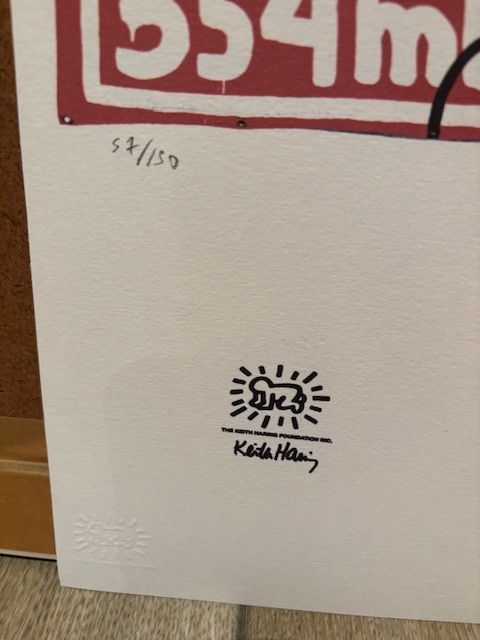 354m
57/150
THE KEITH HARING FOUNDATION INC.
Keith Haring